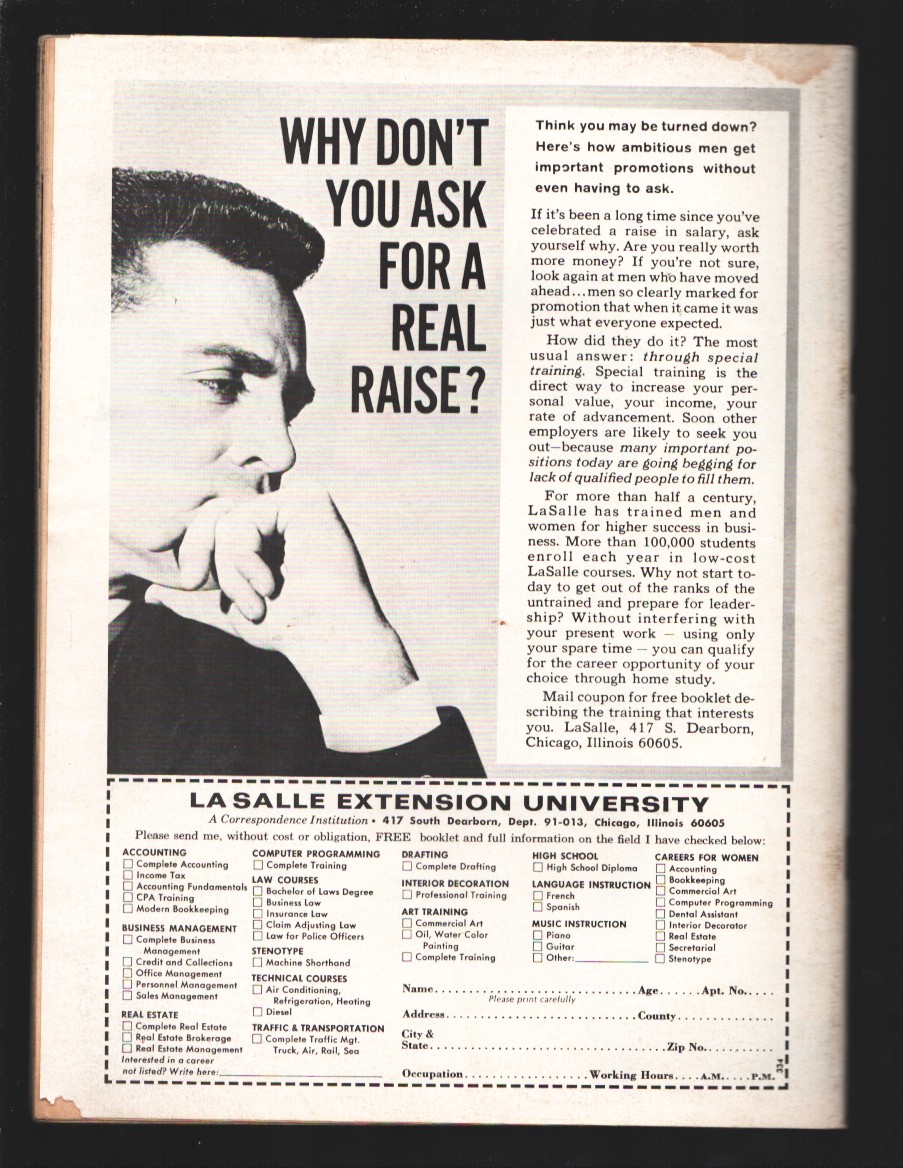 WHY DON'T
YOU ASK
FOR A
REAL
RAISE?
Think you may be turned down?
Here's how ambitious men get
important promotions without
even having to ask.
If it's been a long time since you've
celebrated a raise in salary, ask
yourself why. Are you really worth
more money? If you're not sure,
look again at men who have moved
ahead...men so clearly marked for
promotion that when it came it was
just what everyone expected.
How did they do it? The most
usual answer: through special
training. Special training is the
direct way to increase your per-
sonal value, your income, your
rate of advancement. Soon other
employers are likely to seek you
out—because many important po-
sitions today are going begging for
lack of qualified people to fill them.
For more than half a century,
LaSalle has trained men and
women for higher success in busi-
ness. More than 100,000 students
enroll each year in low-cost
LaSalle courses. Why not start to-
day to get out of the ranks of the
untrained and prepare for leader-
ship? Without interfering with
your present work — using only
your spare time — you can qualify
for the career opportunity of your
choice through home study.
Mail coupon for free booklet de-
scribing the training that interests
you. LaSalle, 417 S. Dearborn,
Chicago, Illinois 60605.
LA SALLE EXTENSION UNIVERSITY
A Correspondence Institution • 417 South Dearborn, Dept. 91-013, Chicago, Illinois 60605
Please send me, without cost or obligation, FREE booklet and full information on the field I have checked below:
ACCOUNTING
Complete Accounting
Income Tax
Accounting Fundamentals
CPA Training
Modern Bookkeeping
BUSINESS MANAGEMENT
Complete Business
Management
Credit and Collections
Office Management
Personnel Management
Sales Management
REAL ESTATE
Complete Real Estate
Real Estate Brokerage
Real Estate Management
Interested in a career
not listed? Write here:
COMPUTER PROGRAMMING
Complete Training
LAW COURSES
Bachelor of Laws Degree
Business Law
Insurance Law
Claim Adjusting Law
Law for Police Officers
STENOTYPE
Machine Shorthand
TECHNICAL COURSES
Air Conditioning,
Refrigeration, Heating
Diesel
TRAFFIC & TRANSPORTATION
Complete Traffic Mgt.
Truck, Air, Rail, Sea
DRAFTING
Complete Drafting
INTERIOR DECORATION
Professional Training
ART TRAINING
Commercial Art
Oil, Water Color
Painting
Complete Training
HIGH SCHOOL
High School Diploma
LANGUAGE INSTRUCTION
French
Spanish
MUSIC INSTRUCTION
Piano
Guitar
Other:
CAREERS FOR WOMEN
Accounting
Bookkeeping
Commercial Art
Computer Programming
Dental Assistant
Interior Decorator
Real Estate
Secretarial
Stenotype
Name Age Apt. No.
Please print carefully
Address County
City &
State Zip No.
Occupation Working Hours A.M. P.M.
334